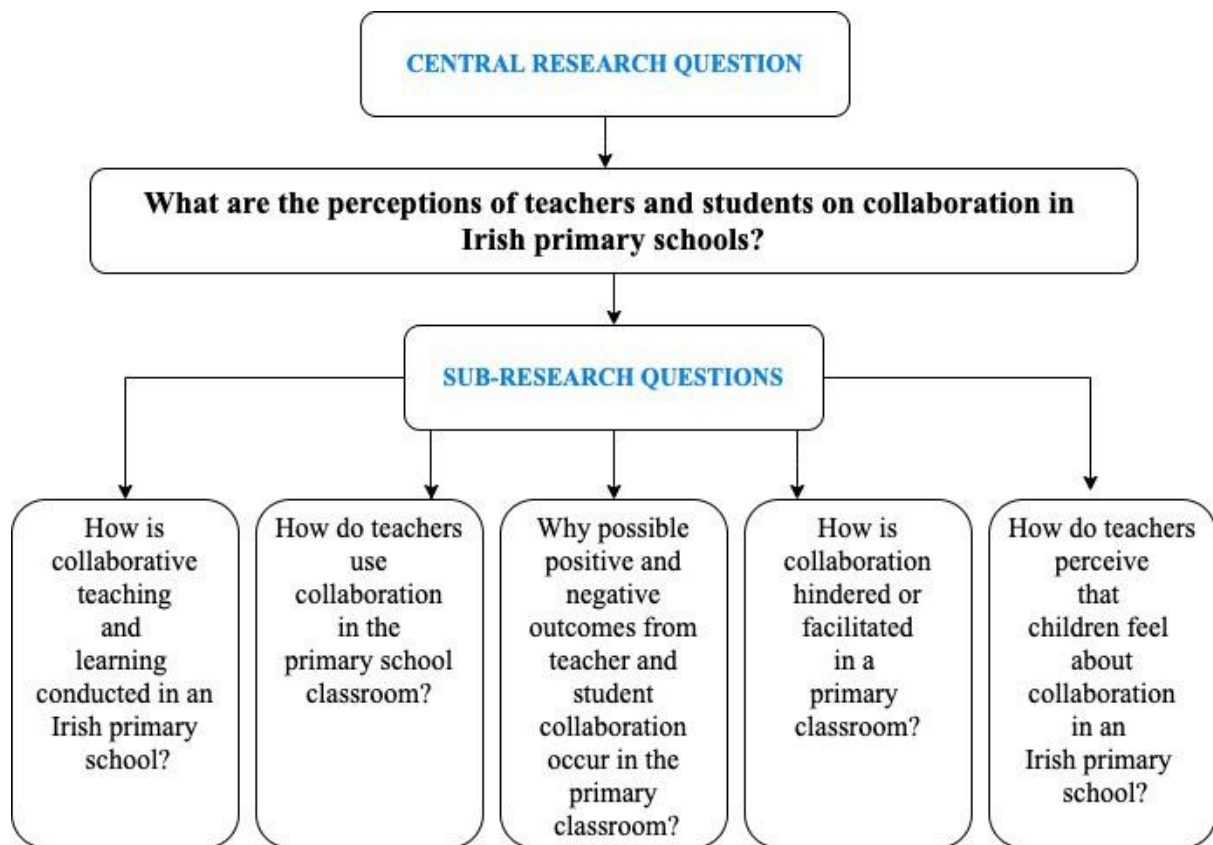 CENTRAL RESEARCH QUESTION
What are the perceptions of teachers and students on collaboration in
Irish primary schools?
SUB-RESEARCH QUESTIONS
How is
collaborative
teaching
and
learning
conducted in an
Irish primary
school?
How do teachers
use
collaboration
in the
primary school
classroom?
Why possible
positive and
negative
outcomes from
teacher and
student
collaboration
occur in the
primary
classroom?
How is
collaboration
hindered or
facilitated
in a
primary
classroom?
How do teachers
perceive
that
children feel
about
collaboration
in an
Irish primary
school?